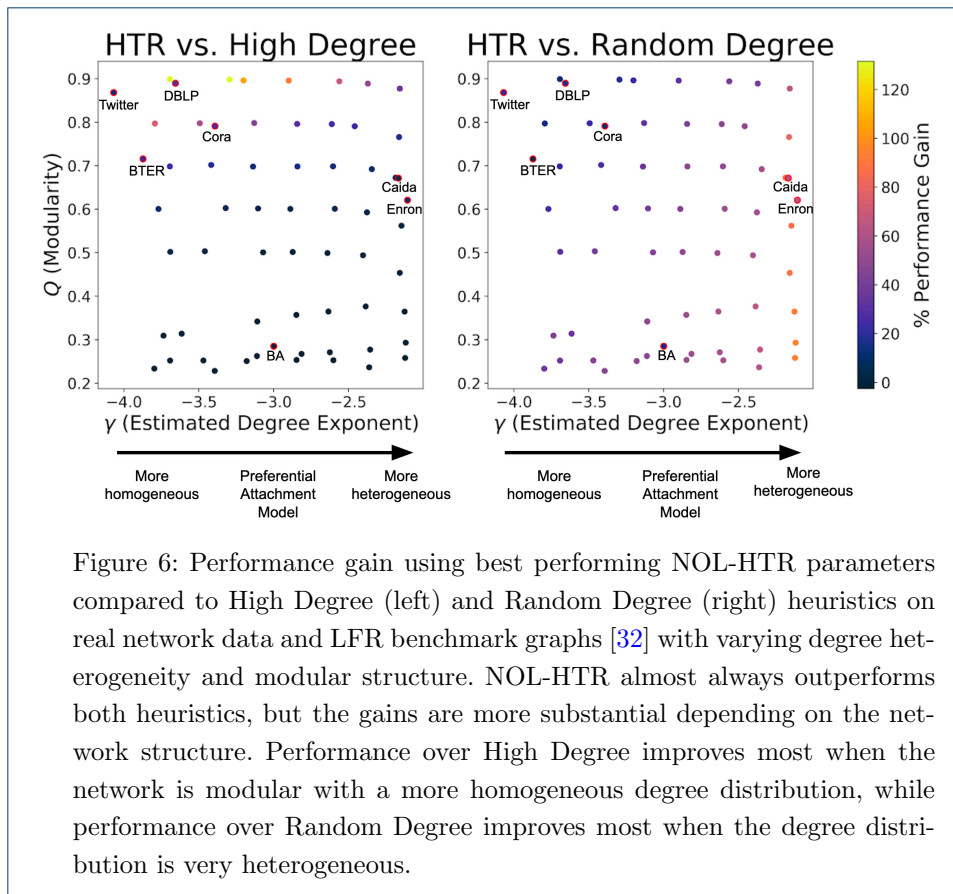 HTR vs. High Degree
HTR vs. Random Degree
Q (Modularity)
0.9
0.8
0.7
0.6
0.5
0.4
0.3
0.2
Twitter
DBLP
Cora
BTER
Caida
Enron
BA
−4.0
−3.5
−3.0
−2.5
γ (Estimated Degree Exponent)
Twitter
DBLP
Cora
BTER
Caida
Enron
BA
−4.0
−3.5
−3.0
−2.5
γ (Estimated Degree Exponent)
120
100
80
60
40
20
0
% Performance Gain
More
homogeneous
Preferential
Attachment
Model
More
heterogeneous
More
homogeneous
Preferential
Attachment
Model
More
heterogeneous
Figure 6: Performance gain using best performing NOL-HTR parameters
compared to High Degree (left) and Random Degree (right) heuristics on
real network data and LFR benchmark graphs [32] with varying degree het-
erogeneity and modular structure. NOL-HTR almost always outperforms
both heuristics, but the gains are more substantial depending on the net-
work structure. Performance over High Degree improves most when the
network is modular with a more homogeneous degree distribution, while
performance over Random Degree improves most when the degree distri-
bution is very heterogeneous.